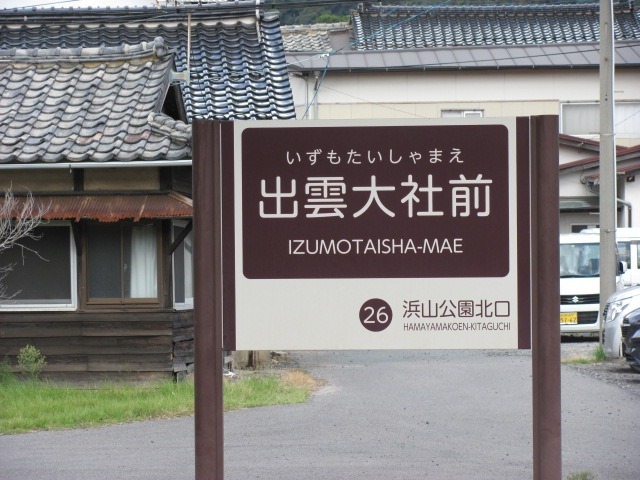 いずもたいしゃまえ
出雲大社前
IZUMOTAISHA-MAE
26 浜山公園北口
HAMAYAMAKOEN-KITAGUCHI